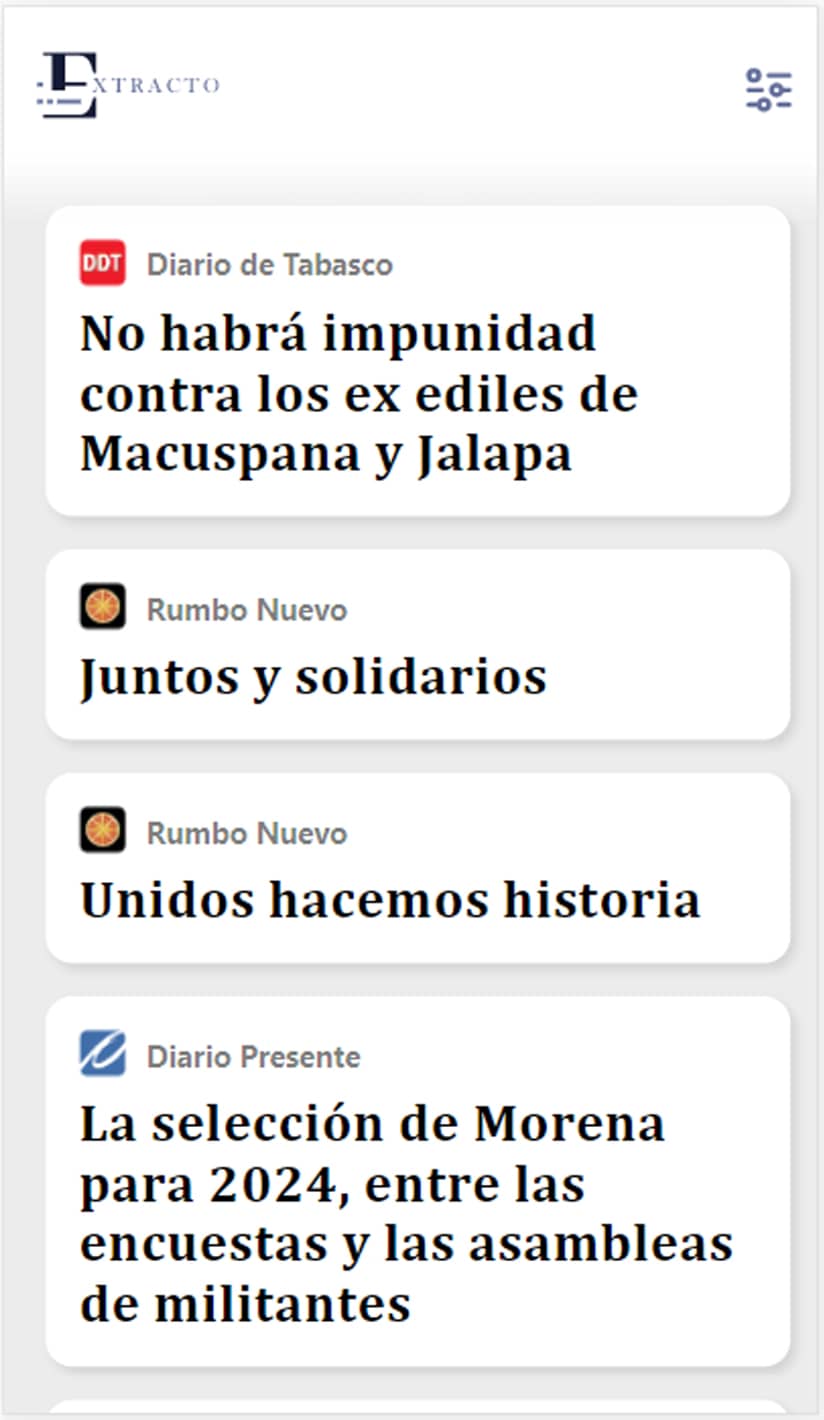 EXTRACTO
DDT Diario de Tabasco
No habrá impunidad
contra los ex ediles de
Macuspana y Jalapa
Rumbo Nuevo
Juntos y solidarios
Rumbo Nuevo
Unidos hacemos historia
Diario Presente
La selección de Morena
para 2024, entre las
encuestas y las asambleas
de militantes